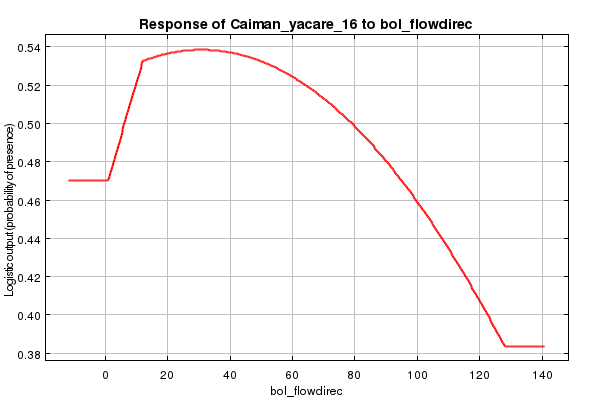 Response of Caiman_yacare_16 to bol_flowdirec
Logistic output (probability of presence)
0.54
0.52
0.50
0.48
0.46
0.44
0.42
0.40
0.38
0 20 40 60 80 100 120 140
bol_flowdirec